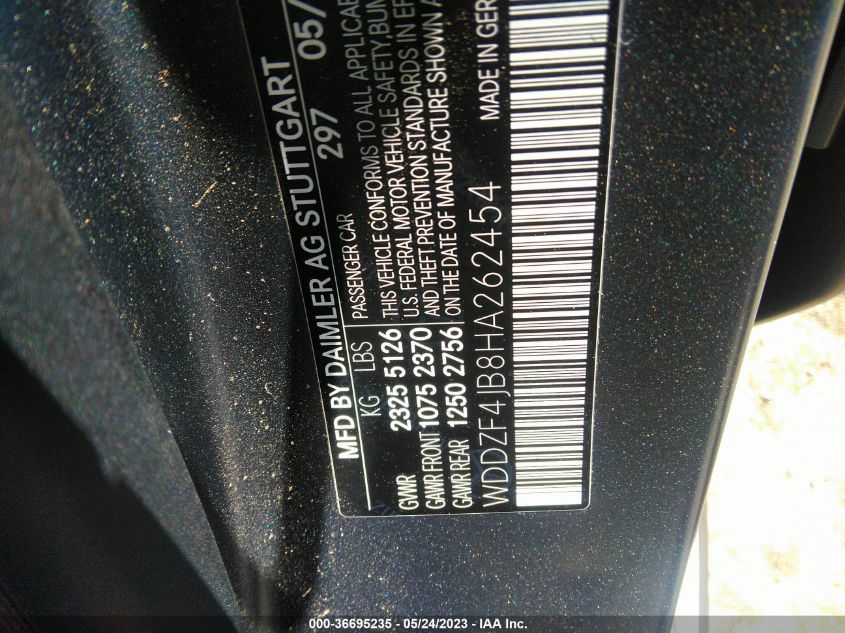 MFD BY DAIMLER AG STUTTGART
297 05/
KG LBS
PASSENGER CAR
GVWR 2325 5126
THIS VEHICLE CONFORMS TO ALL APPLICABLE
GAWR FRONT 1075 2370
U.S. FEDERAL MOTOR VEHICLE SAFETY BUM
AND THEFT PREVENTION STANDARDS IN EF
GAWR REAR 1250 2756
ON THE DATE OF MANUFACTURE SHOWN A
WDDZF4JB8HA262454
MADE IN GER
000-36695235 - 05/24/2023 - IAA Inc.